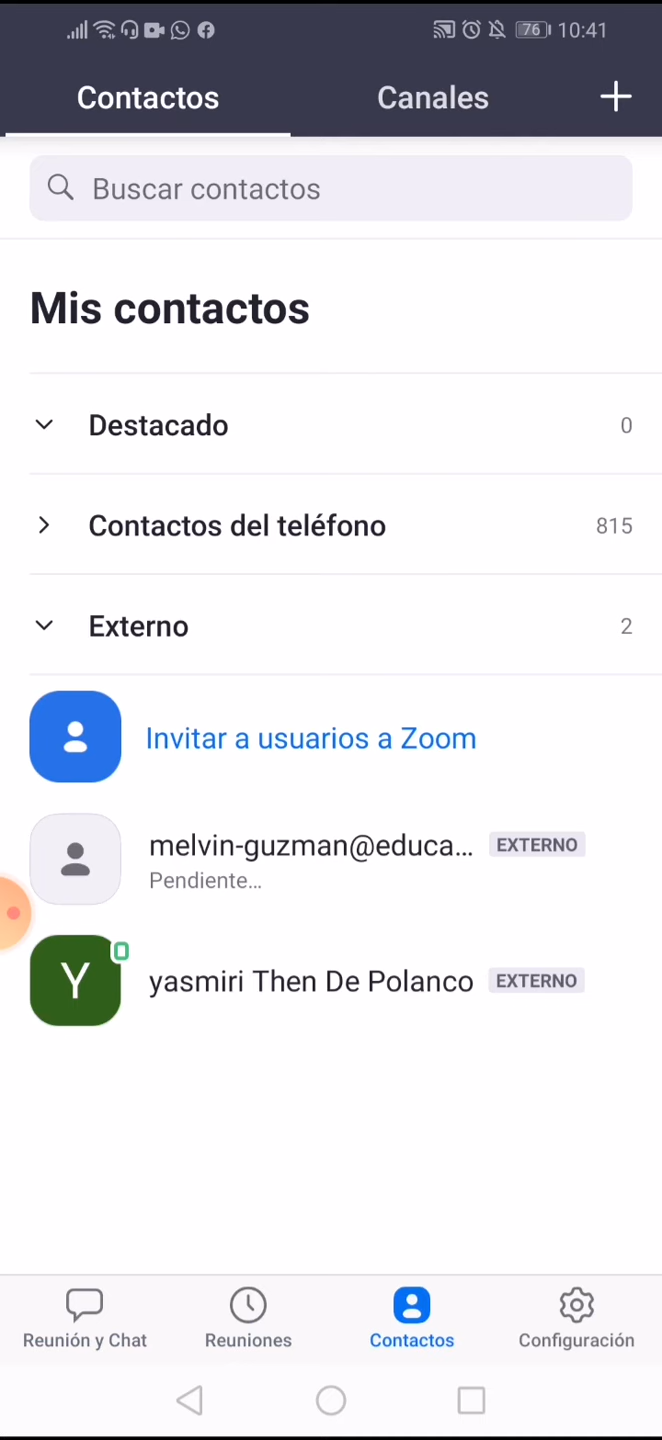 76 10:41
Contactos Canales
Buscar contactos
Mis contactos
Destacado 0
Contactos del teléfono 815
Externo 2
Invitar a usuarios a Zoom
melvin-guzman@educa... EXTERNO
Pendiente...
Y yasmiri Then De Polanco EXTERNO
Reunión y Chat Reuniones Contactos Configuración